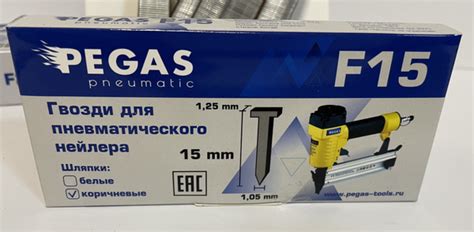 PEGAS
pneumatic
F15
Гвозди для
пневматического
нейлера
Шляпки:
белые
коричневые
1,25 mm
15 mm
1,05 mm
EAC
www.pegas-tools.ru